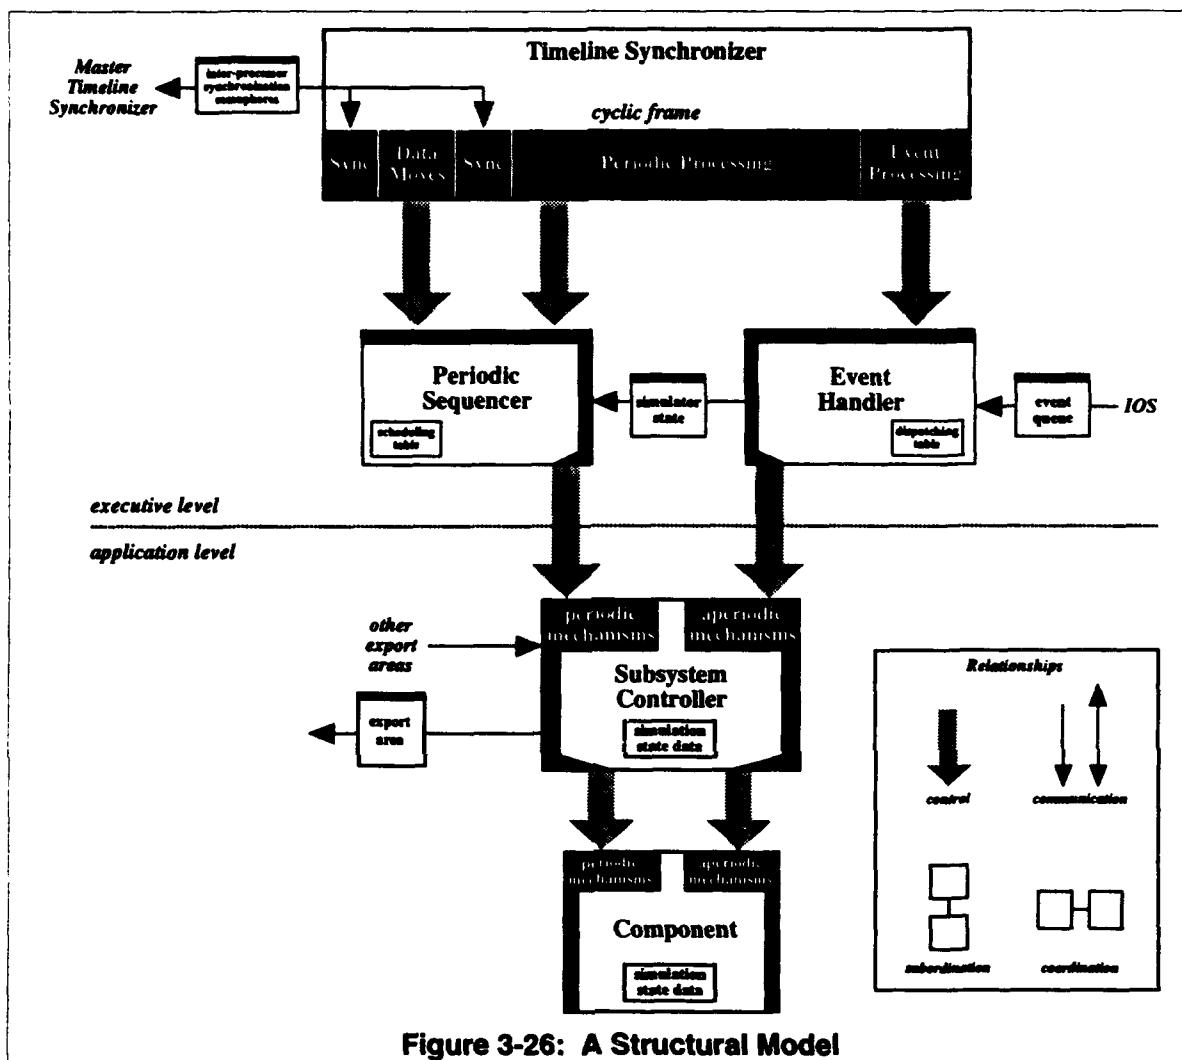 Timeline Synchronizer
Master
Timeline
Synchronizer
inter-processor
synchronization
semaphores
cyclic frame
Sync
Data
Moves
Sync
Periodic Processing
Event
Processing
Periodic
Sequencer
scheduling
table
simulator
state
Event
Handler
dispatching
table
event
queue
IOS
executive level
application level
other
export
areas
periodic
mechanisms
aperiodic
mechanisms
Subsystem
Controller
simulation
state data
export
area
periodic
mechanisms
aperiodic
mechanisms
Component
simulation
state data
Relationships
control
communication
subordination
coordination
Figure 3-26: A Structural Model